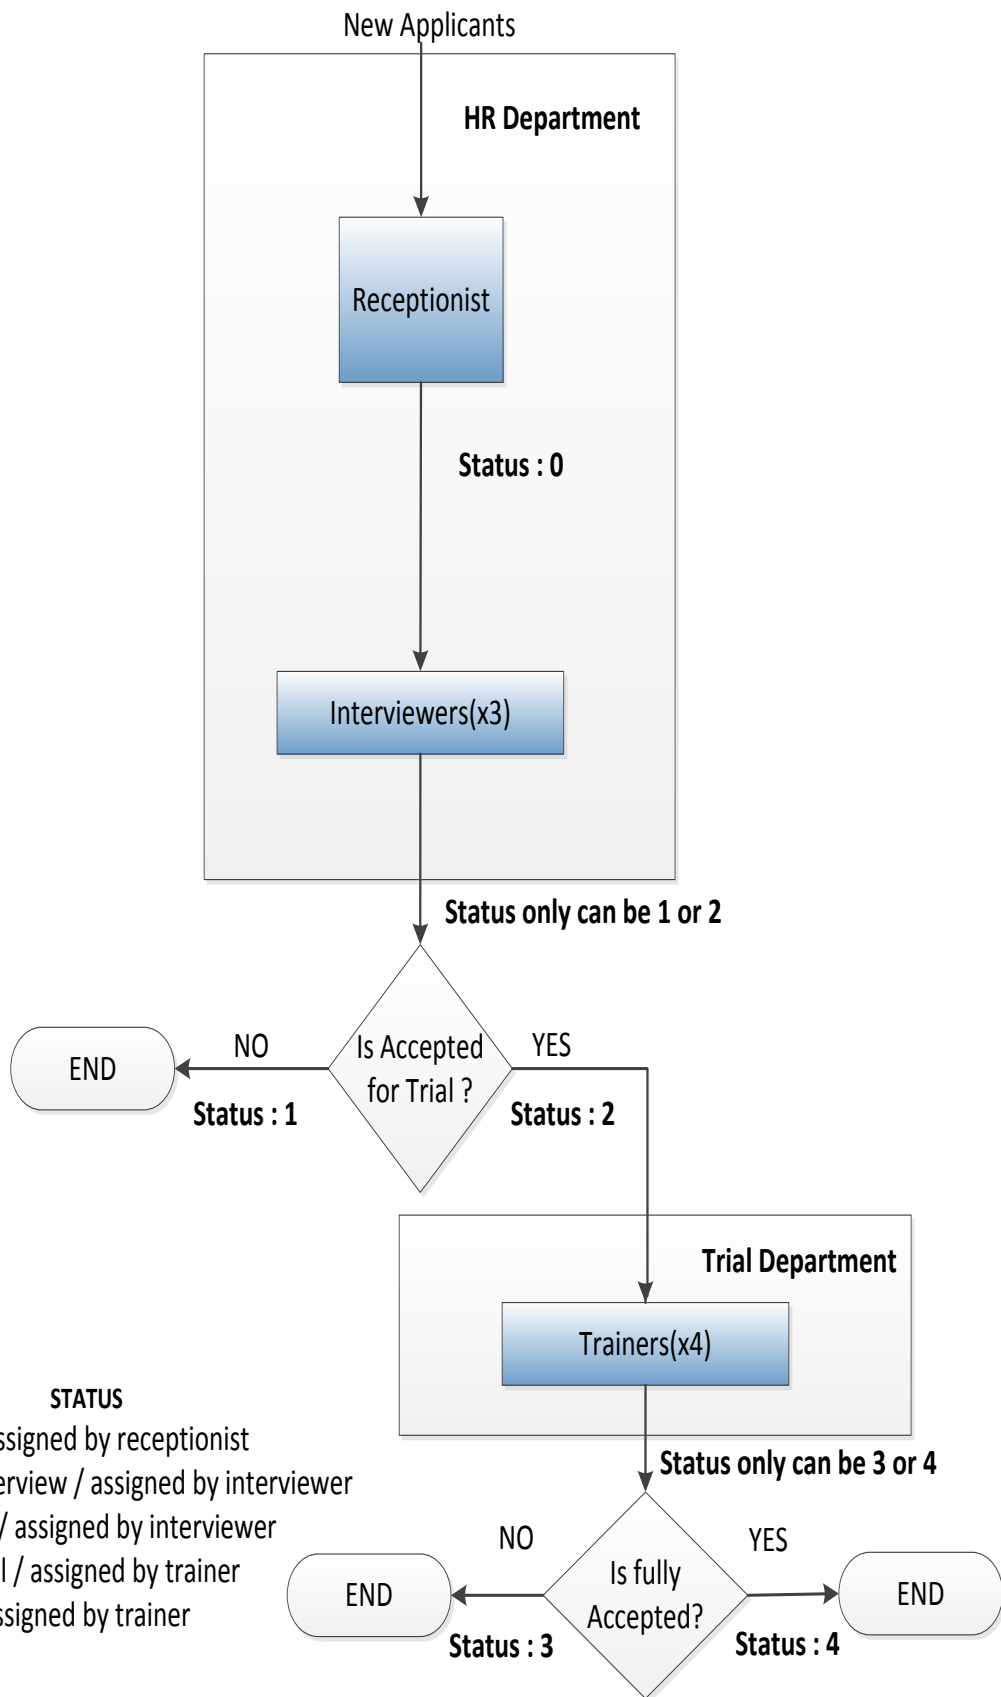 New Applicants
HR Department
Receptionist
Status : 0
Interviewers(x3)
Status only can be 1 or 2
Is Accepted
for Trial ?
NO
YES
END
Status : 1
Status : 2
Trial Department
Trainers(x4)
Status only can be 3 or 4
STATUS
by receptionist
/ assigned by interviewer
/ assigned by interviewer
/ assigned by trainer
by trainer
NO
YES
Is fully
Accepted?
END
END
Status : 3
Status : 4